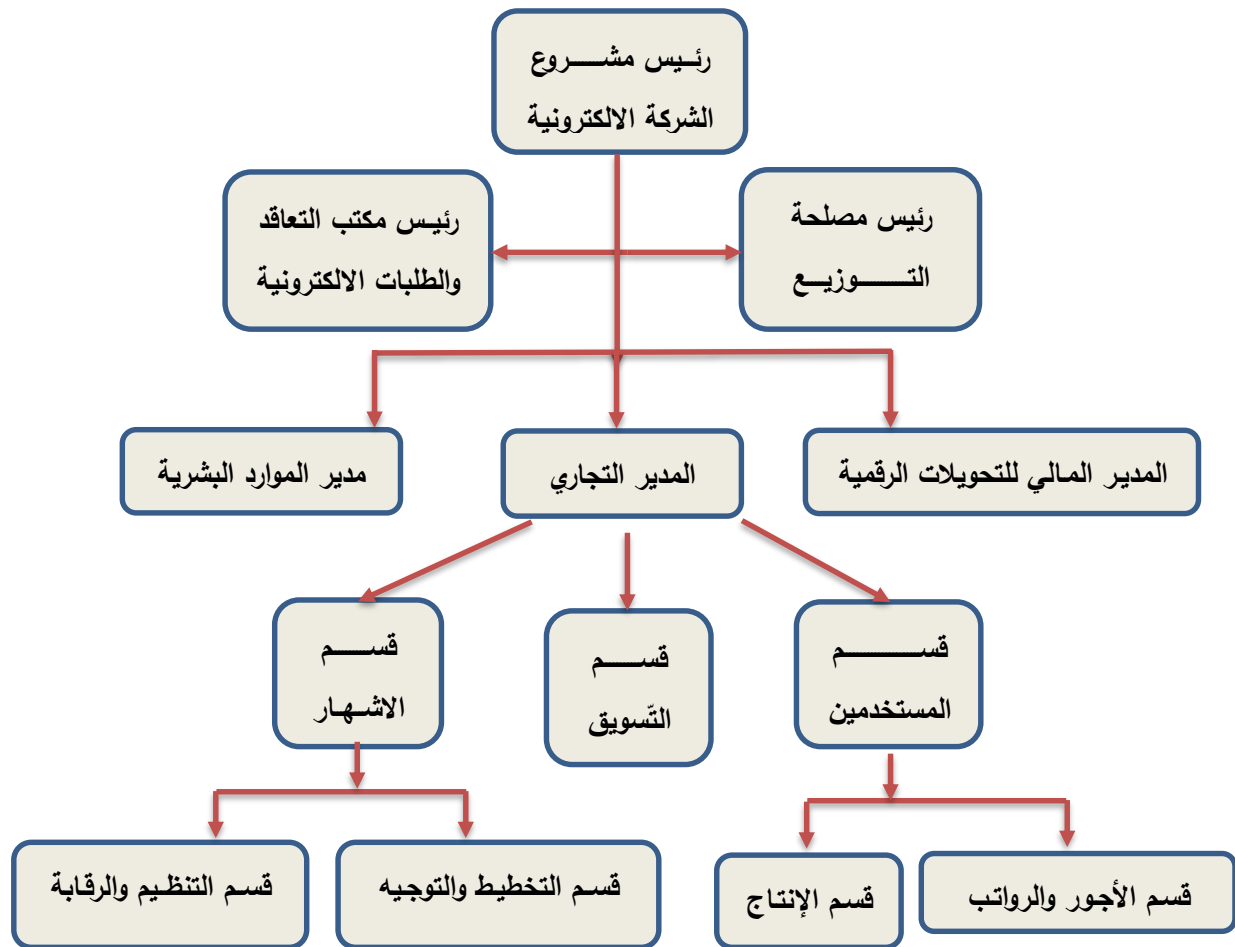 رئيس مشروع
الشركة الالكترونية
رئيس مصلحة
التوزيع
رئيس مكتب التعاقد
والطلبات الالكترونية
المدير المالي للتحويلات الرقمية
المدير التجاري
مدير الموارد البشرية
قسم
المستخدمين
قسم
التّسويق
قسم
الاشهار
قسم الأجور والرواتب
قسم الإنتاج
قسم التخطيط والتوجيه
قسم التنظيم والرقابة